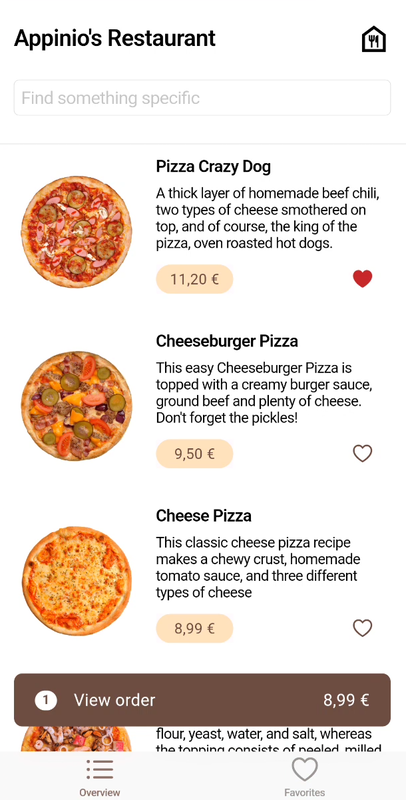 Appinio's Restaurant
Find something specific
Pizza Crazy Dog
A thick layer of homemade beef chili,
two types of cheese smothered on
top, and of course, the king of the
pizza, oven roasted hot dogs.
11,20 €
Cheeseburger Pizza
This easy Cheeseburger Pizza is
topped with a creamy burger sauce,
ground beef and plenty of cheese.
Don't forget the pickles!
9,50 €
Cheese Pizza
This classic cheese pizza recipe
makes a chewy crust, homemade
tomato sauce, and three different
types of cheese
8,99 €
1 View order 8,99 €
flour, yeast, water, and salt, whereas
the topping consists of peeled, milled
Overview
Favorites